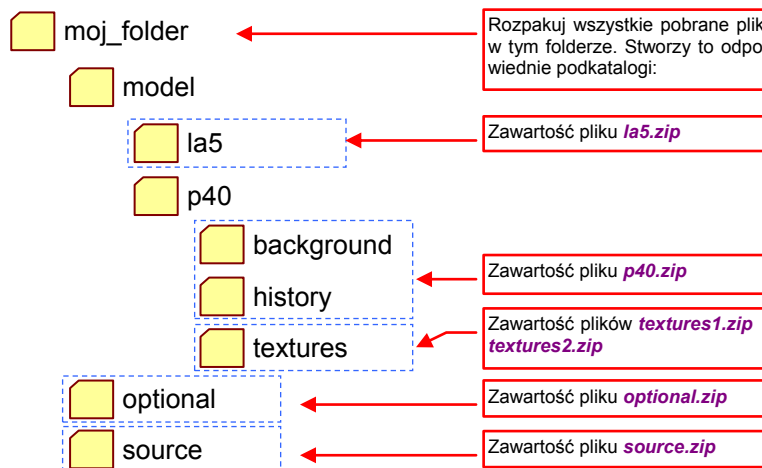 moj_folder
Rozpakuj wszystkie pobrane plik
w tym folderze. Stworzy to odpo
wiednie podkatalogi:
model
la5
Zawartość pliku la5.zip
p40
background
history
Zawartość pliku p40.zip
textures
Zawartość plików textures1.zip
textures2.zip
optional
Zawartość pliku optional.zip
source
Zawartość pliku source.zip